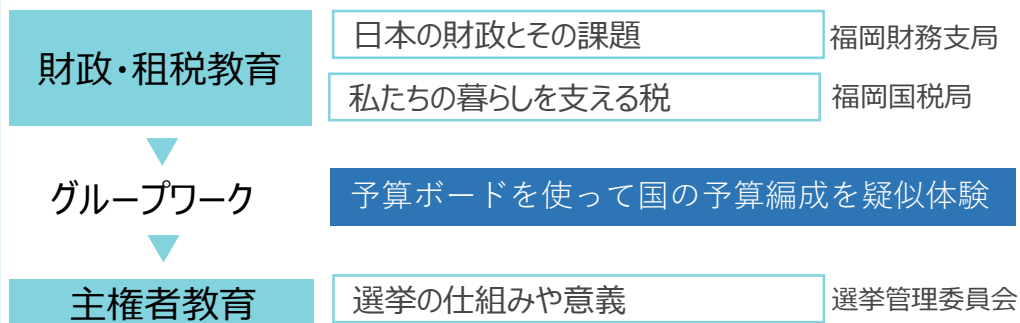 財政・租税教育
日本の財政とその課題
福岡財務支局
私たちの暮らしを支える税
福岡国税局
グループワーク
予算ボードを使って国の予算編成を疑似体験
主権者教育
選挙の仕組みや意義
選挙管理委員会